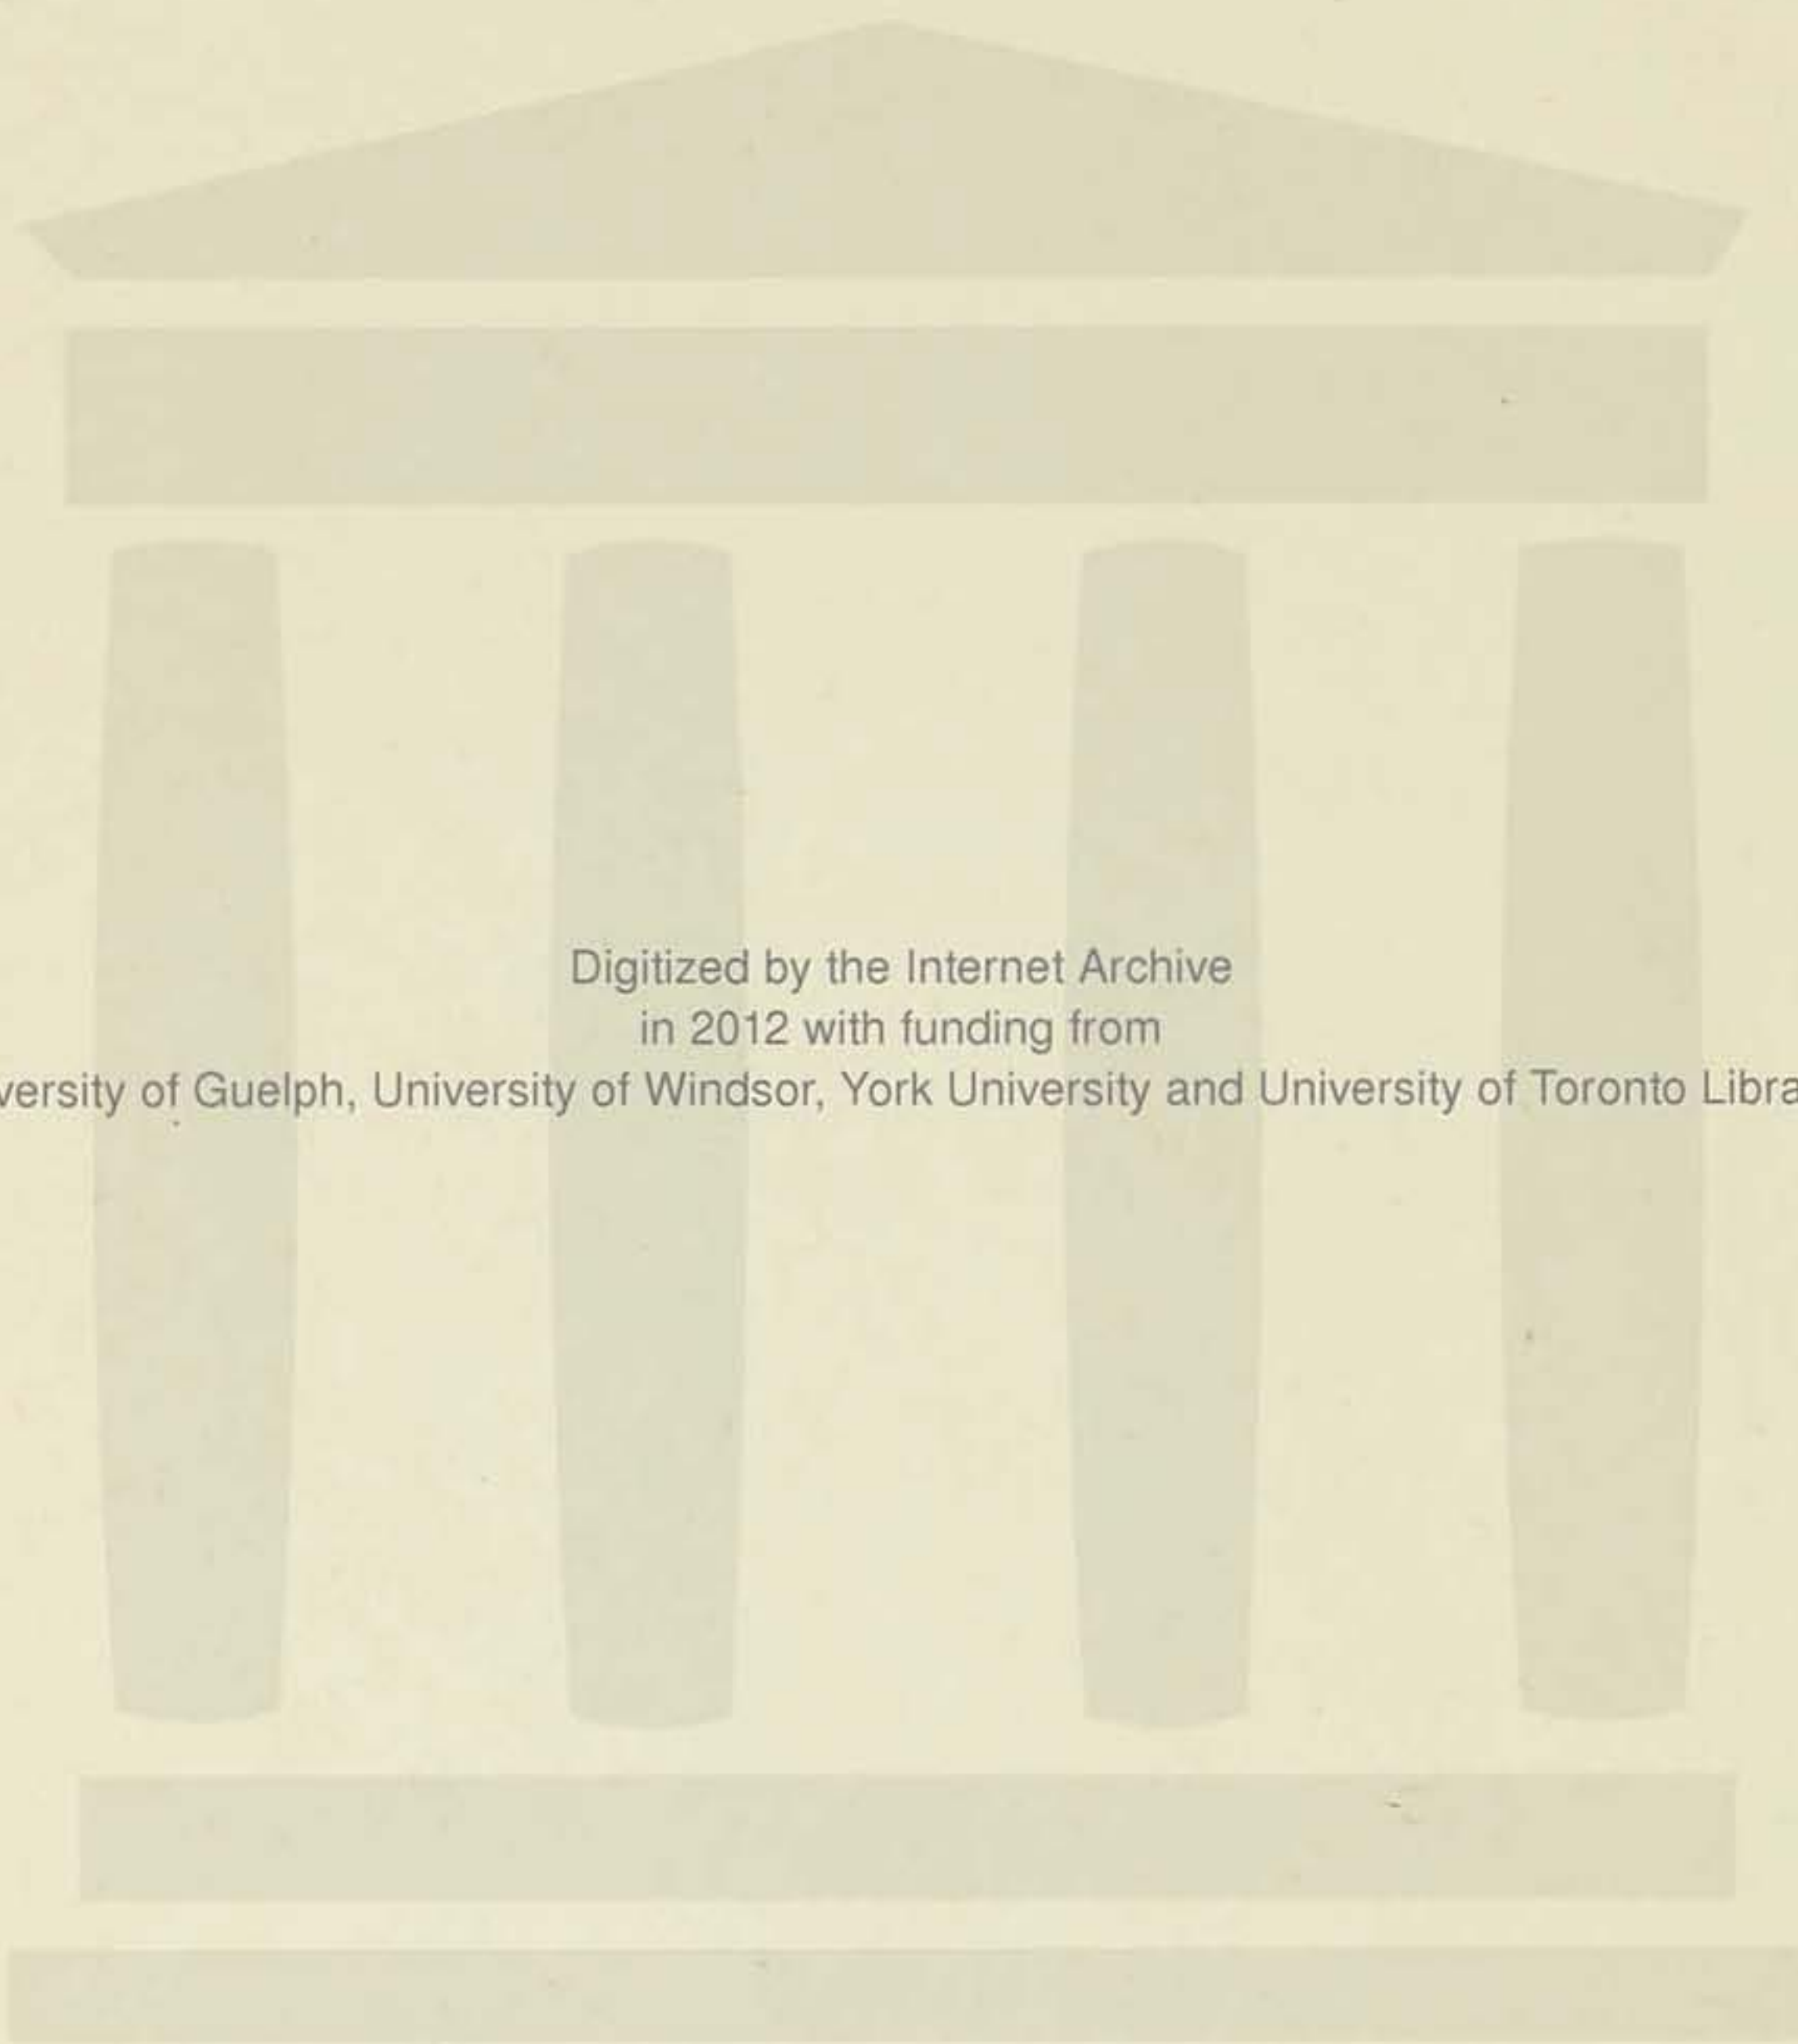 Digitized by the Internet Archive
in 2012 with funding from
versity of Guelph, University of Windsor, York University and University of Toronto Libra